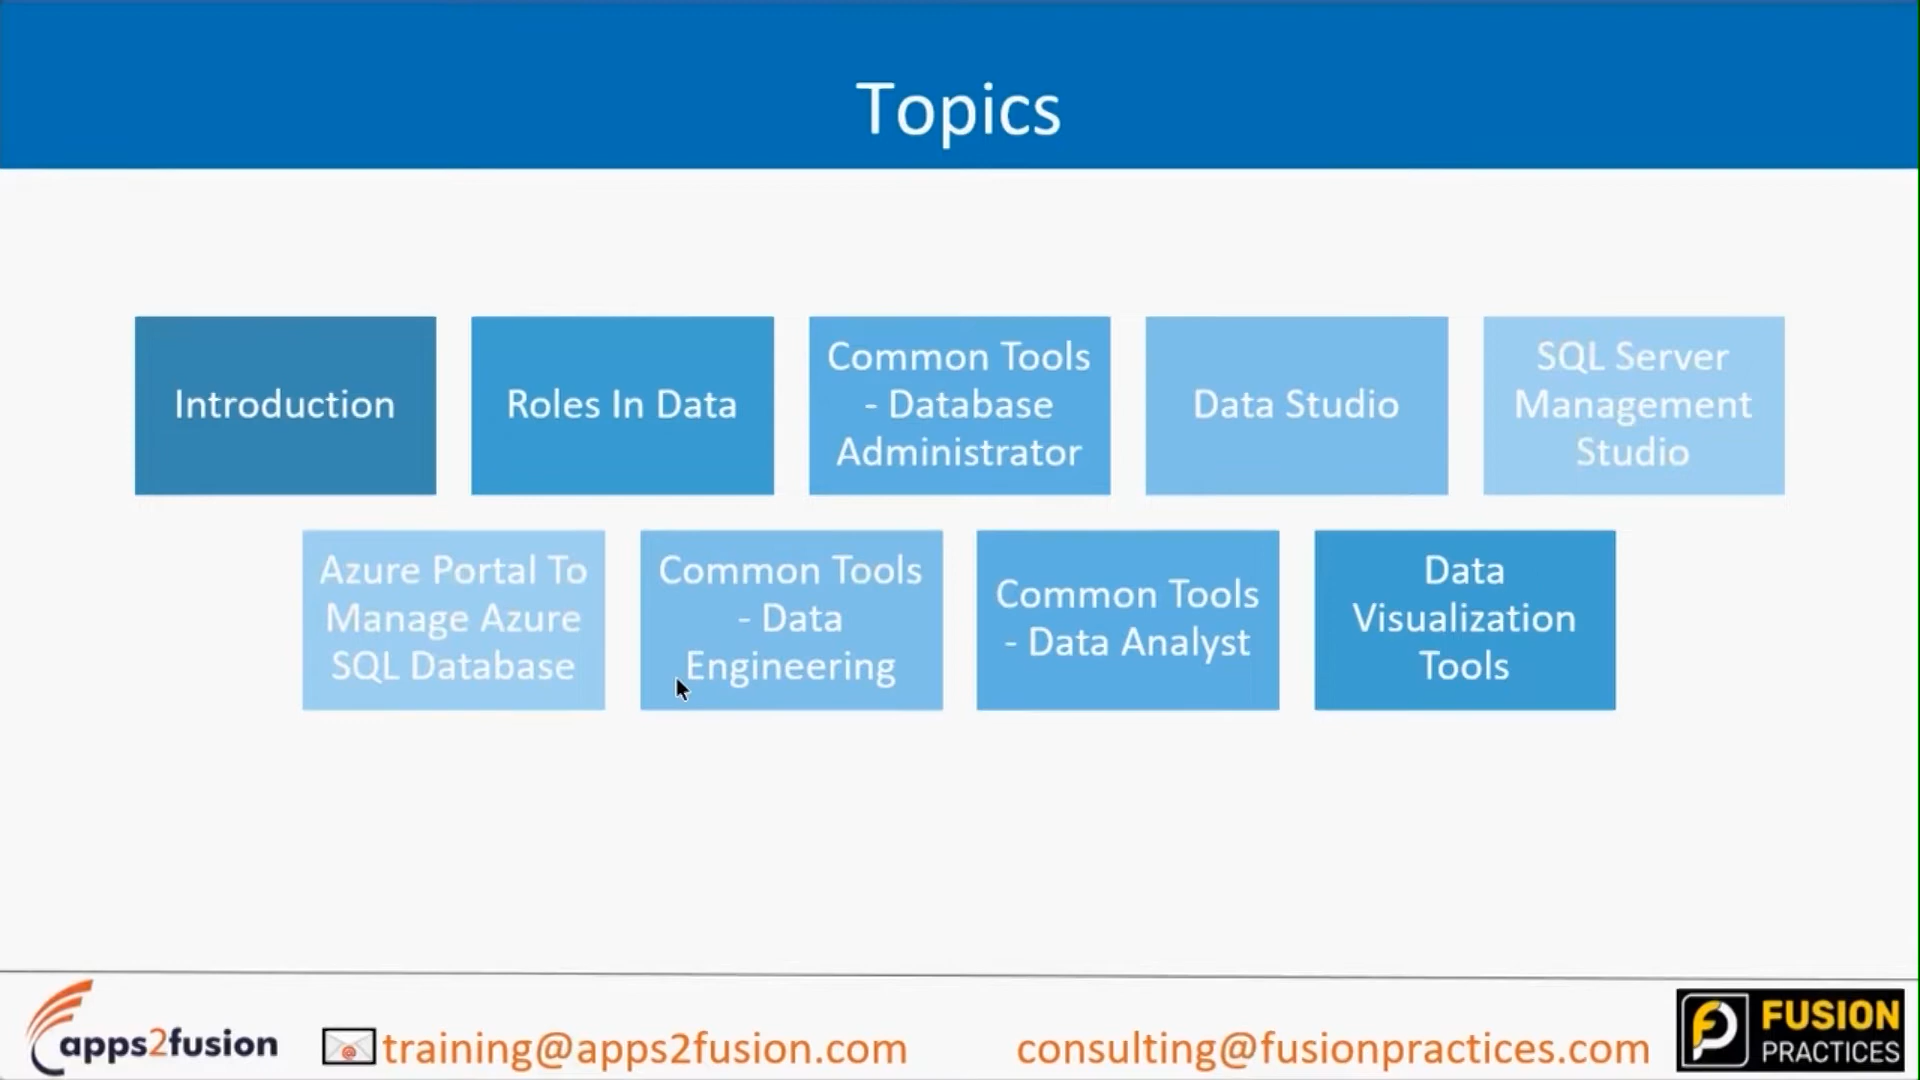 Topics
Introduction
Roles In Data
Common Tools
- Database
Administrator
Data Studio
SQL Server
Management
Studio
Azure Portal To
Manage Azure
SQL Database
Common Tools
- Data
Engineering
Common Tools
- Data Analyst
Data
Visualization
Tools
apps2fusion
training@apps2fusion.com
consulting@fusionpractices.com
FUSION
PRACTICES